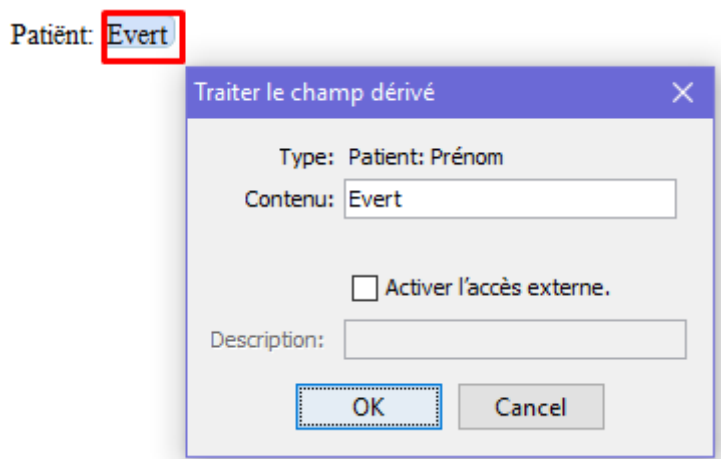 Patiënt: Evert
Traiter le champ dérivé
Type: Patient: Prénom
Contenu: Evert
Activer l'accès externe.
Description:
OK Cancel